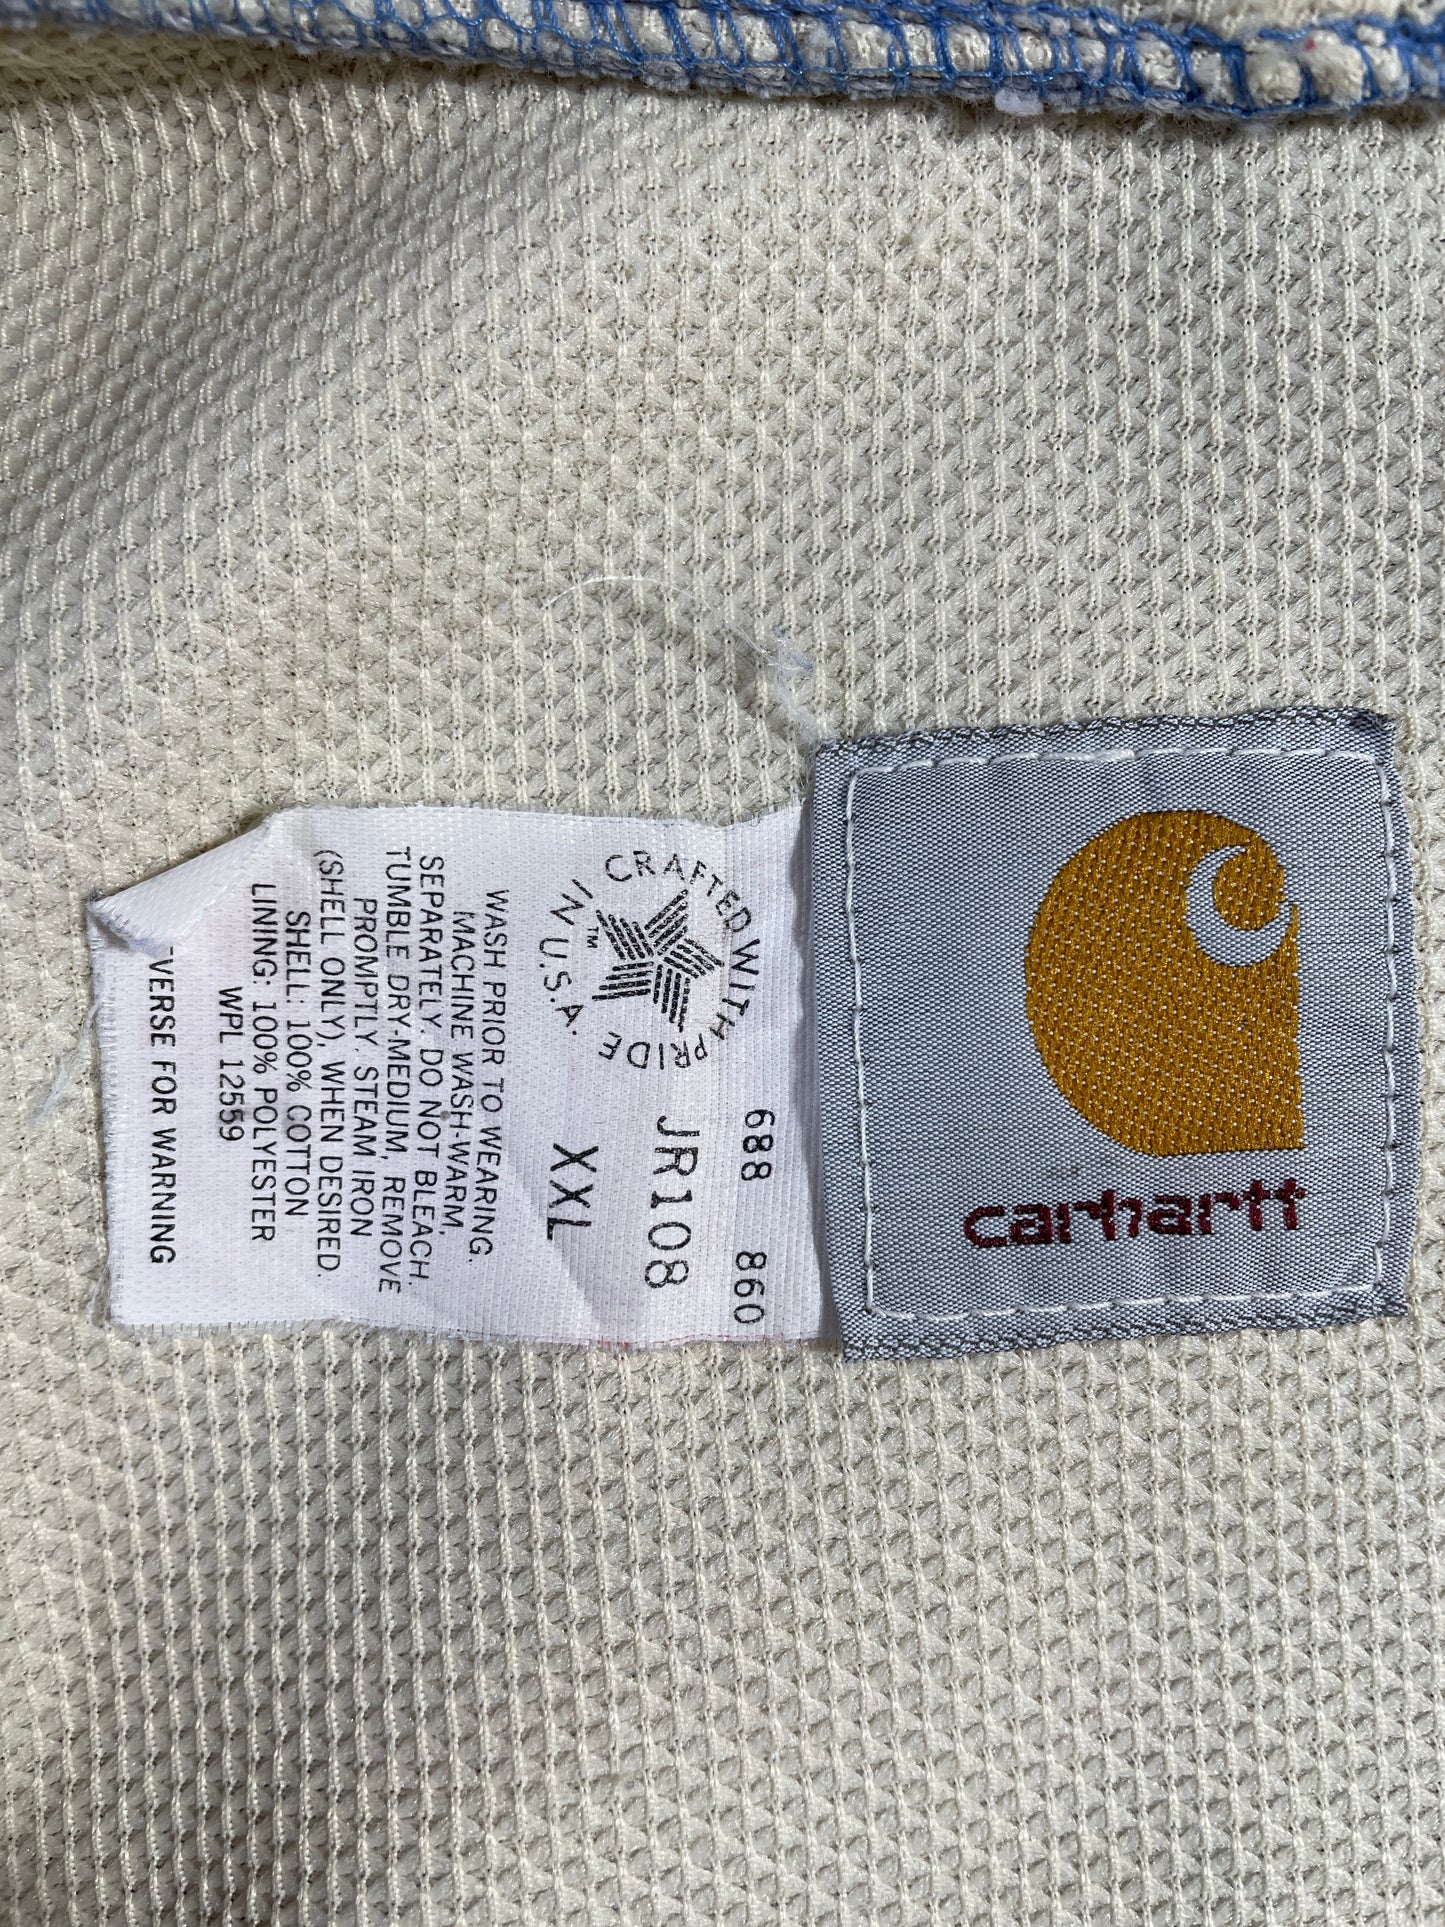 carhartt
688 860
JR108
XXL
CRAFTED WITH PRIDE
IN U.S.A.
™
WASH PRIOR TO WEARING.
MACHINE WASH-WARM,
SEPARATELY. DO NOT BLEACH.
TUMBLE DRY-MEDIUM, REMOVE
PROMPTLY. STEAM IRON
(SHELL ONLY), WHEN DESIRED.
SHELL: 100% COTTON
LINING: 100% POLYESTER
WPL 12559
VERSE FOR WARNING